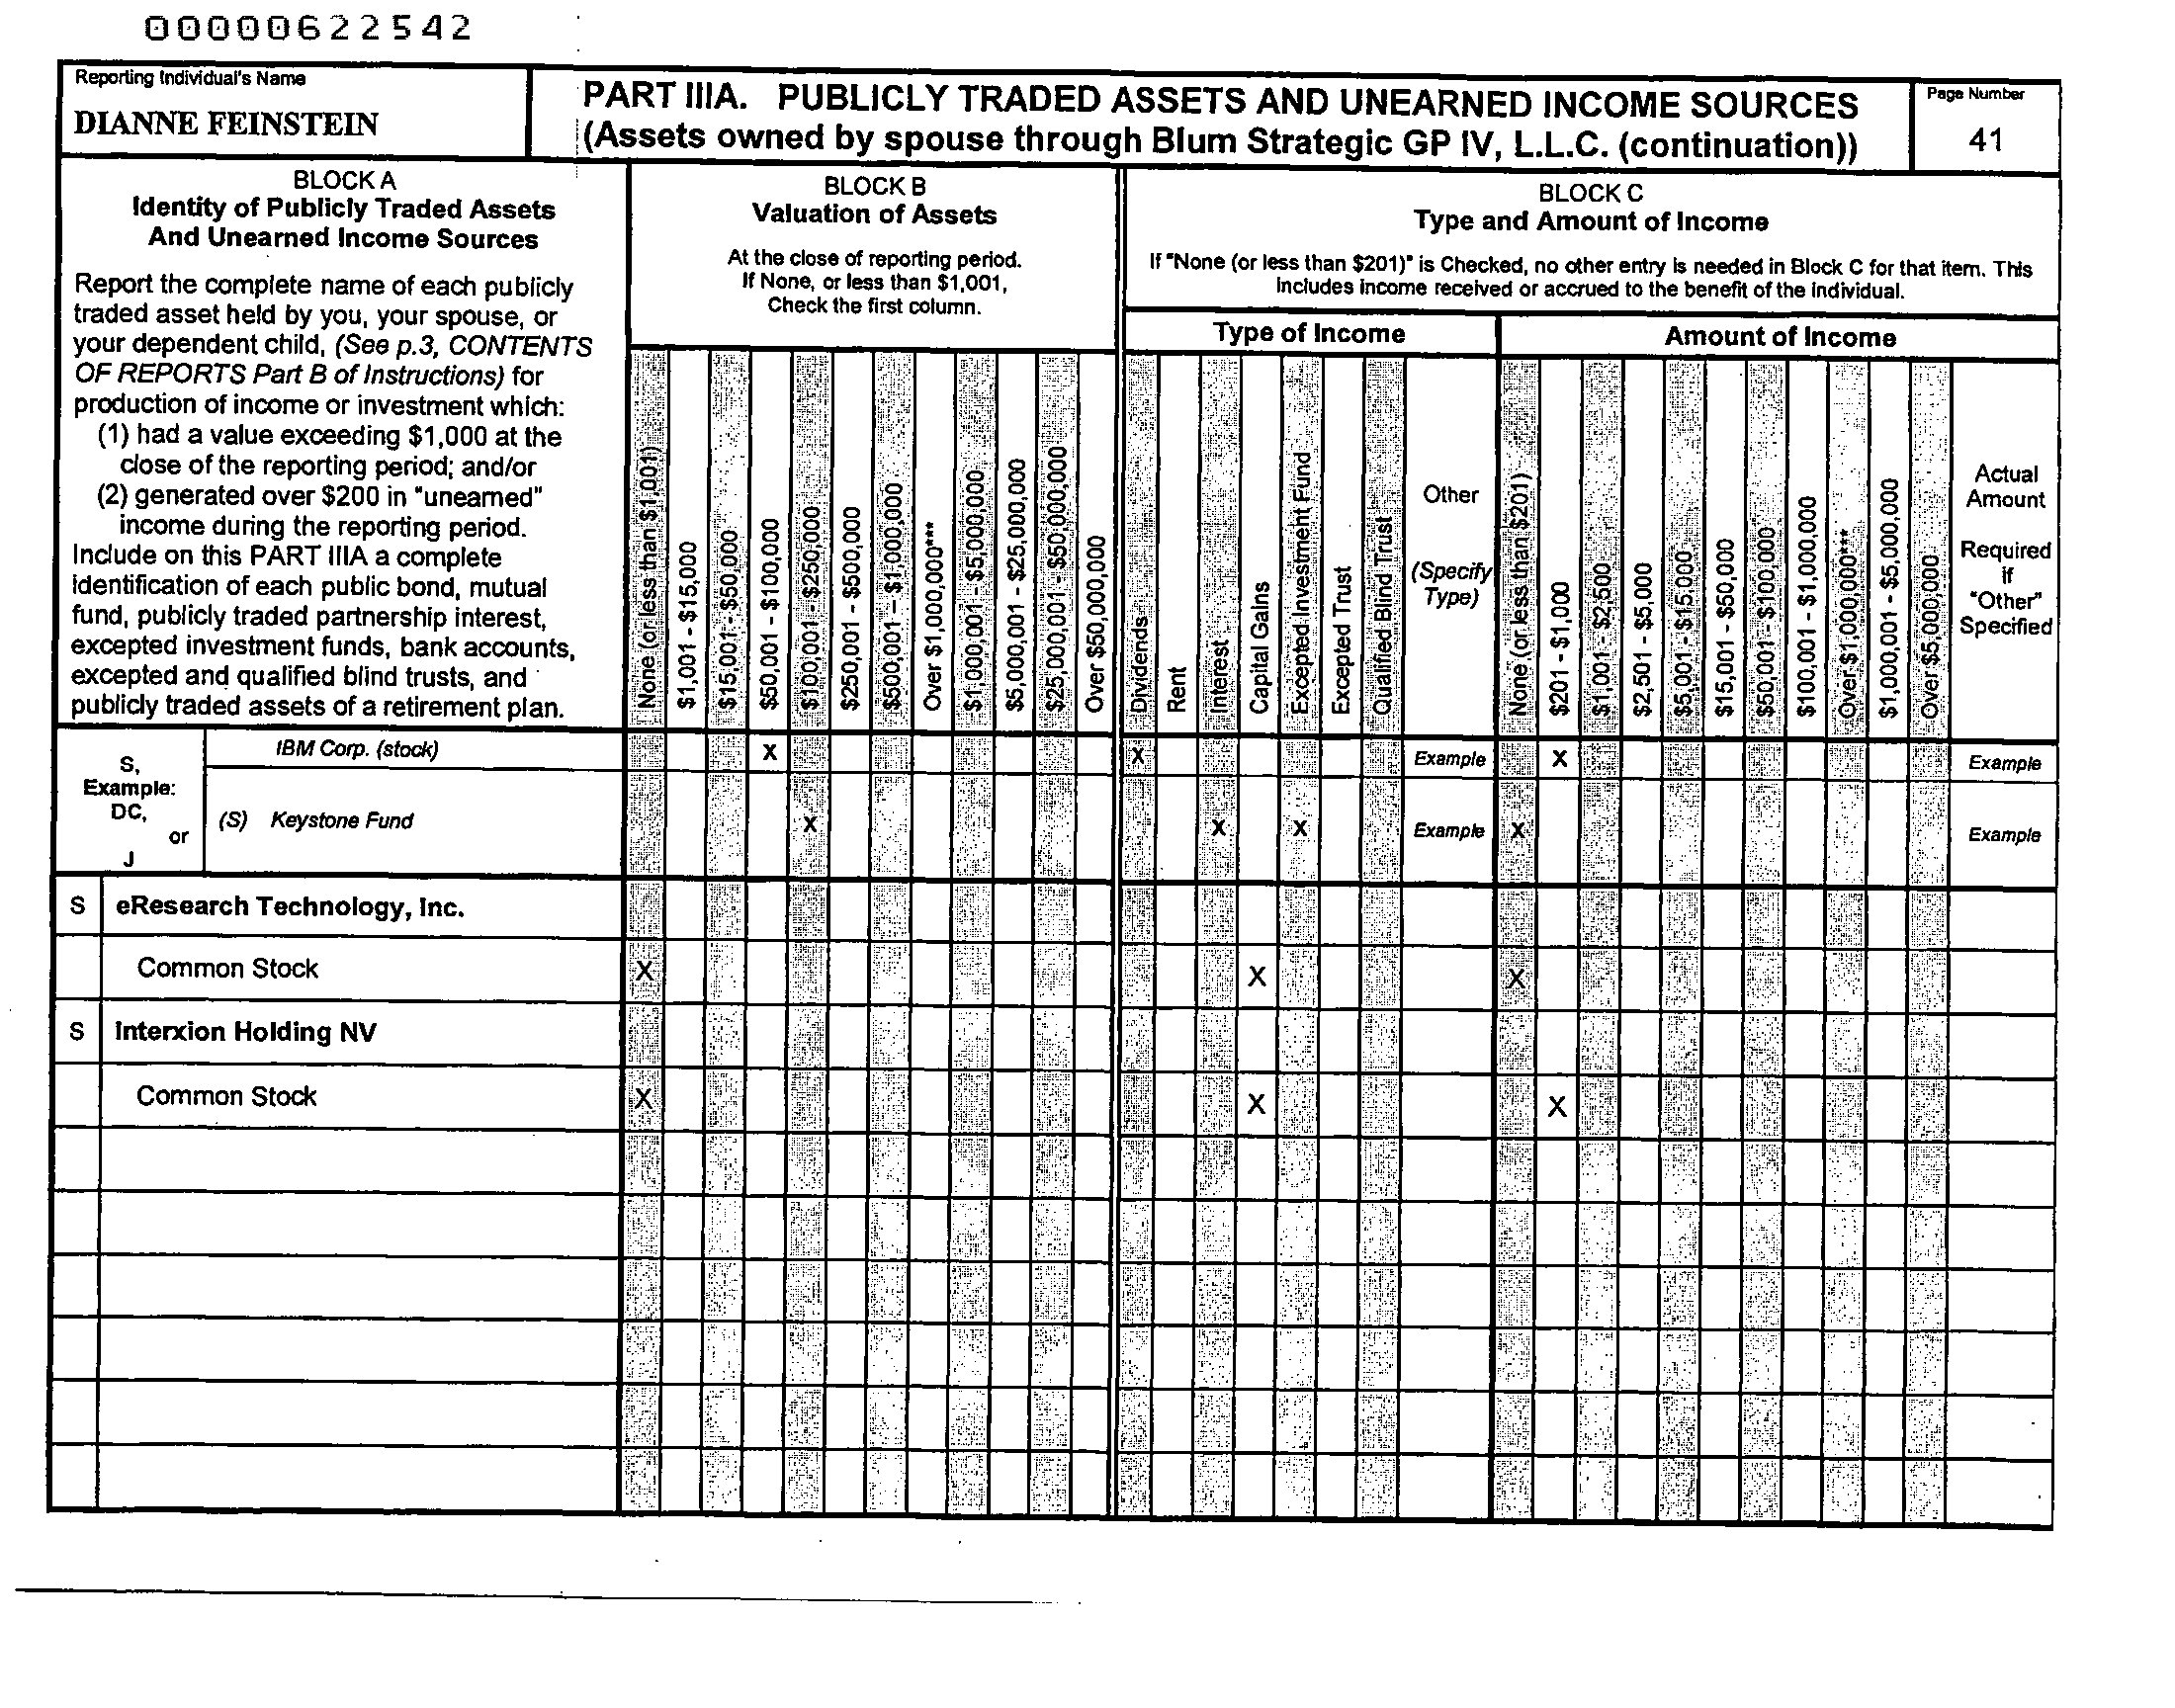 00000622542
Reporting Individual's Name
DIANNE FEINSTEIN
PART IIIA. PUBLICLY TRADED ASSETS AND UNEARNED INCOME SOURCES
(Assets owned by spouse through Blum Strategic GP IV, L.L.C. (continuation))
Page Number
41
BLOCK A
Identity of Publicly Traded Assets
And Unearned Income Sources
Report the complete name of each publicly
traded asset held by you, your spouse, or
your dependent child, (See p.3, CONTENTS
OF REPORTS Part B of Instructions) for
production of income or investment which:
(1) had a value exceeding $1,000 at the
close of the reporting period; and/or
(2) generated over $200 in "unearned"
income during the reporting period.
Include on this PART IIIA a complete
identification of each public bond, mutual
fund, publicly traded partnership interest,
excepted investment funds, bank accounts,
excepted and qualified blind trusts, and
publicly traded assets of a retirement plan.
BLOCK B
Valuation of Assets
At the close of reporting period.
If None, or less than $1,001,
Check the first column.
None (or less than $1,001)
$1,001 - $15,000
$15,001 - $50,000
$50,001 - $100,000
$100,001 - $250,000
$250,001 - $500,000
$500,001 - $1,000,000
Over $1,000,000***
$1,000,001 - $5,000,000
$5,000,001 - $25,000,000
$25,000,001 - $50,000,000
Over $50,000,000
BLOCK C
Type and Amount of Income
If "None (or less than $201)" is Checked, no other entry is needed in Block C for that item. This
includes income received or accrued to the benefit of the individual.
Type of Income
Dividends
Rent
Interest
Capital Gains
Excepted Investment Fund
Excepted Trust
Qualified Blind Trust
Other
(Specify
Type)
Amount of Income
None (or less than $201)
$201 - $1,000
$1,001 - $2,500
$2,501 - $5,000
$5,001 - $15,000
$15,001 - $50,000
$50,001 - $100,000
$100,001 - $1,000,000
Over $1,000,000***
$1,000,001 - $5,000,000
Over $5,000,000
Actual
Amount
Required
if
"Other"
Specified
S,
Example:
DC,
or
J
IBM Corp. (stock) X X Example X Example
(S) Keystone Fund X X X Example X Example
S eResearch Technology, Inc.
Common Stock X X X
S Interxion Holding NV
Common Stock X X X